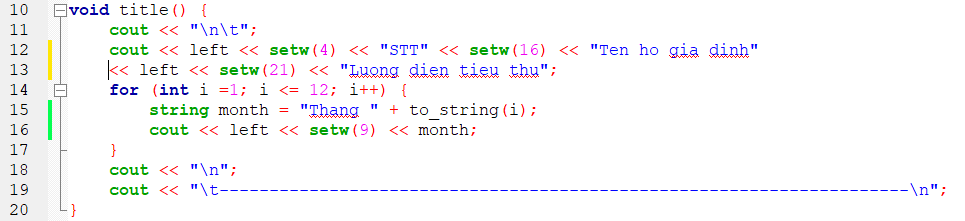 10 void title() {
11     cout << "\n\t";
12     cout << left << setw(4) << "STT" << setw(16) << "Ten ho gia dinh"
13     << left << setw(21) << "Luong dien tieu thu";
14     for (int i =1; i <= 12; i++) {
15         string month = "Thang " + to_string(i);
16         cout << left << setw(9) << month;
17     }
18     cout << "\n";
19     cout << "\t---------------------------------------------------------------------\n";
20 }